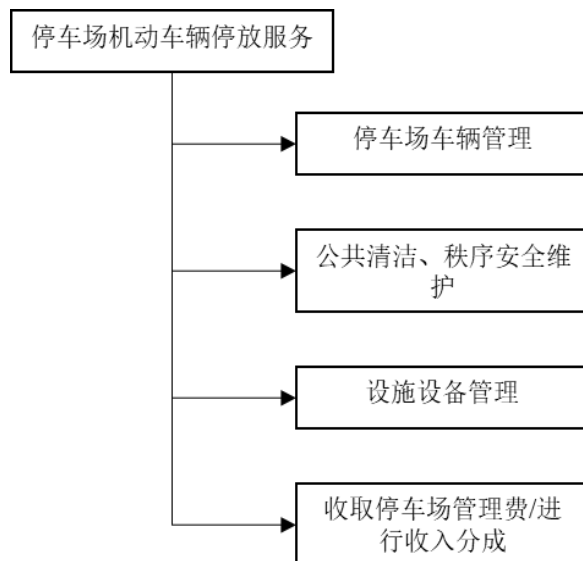 停车场机动车辆停放服务
停车场车辆管理
公共清洁、秩序安全维
护
设施设备管理
收取停车场管理费/进
行收入分成